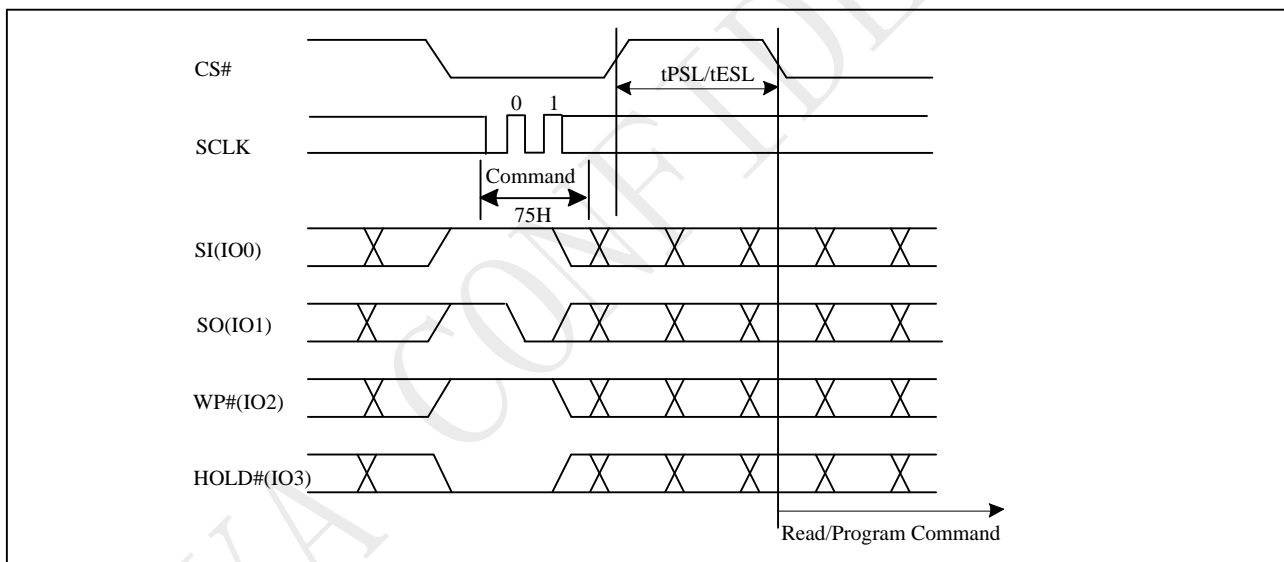 CS#
tPSL/tESL
0 1
SCLK
Command
75H
SI(IO0)
SO(IO1)
WP#(IO2)
HOLD#(IO3)
Read/Program Command